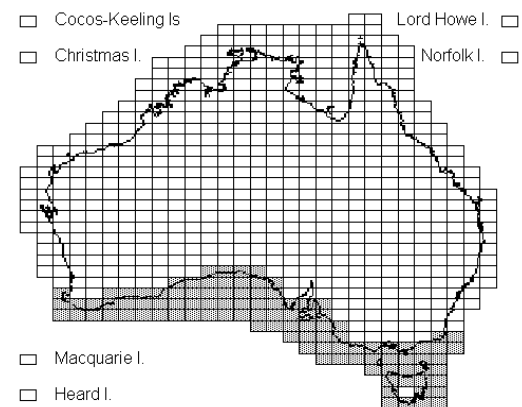 Cocos-Keeling Is
Lord Howe I.
Christmas I.
Norfolk I.
Macquarie I.
Heard I.